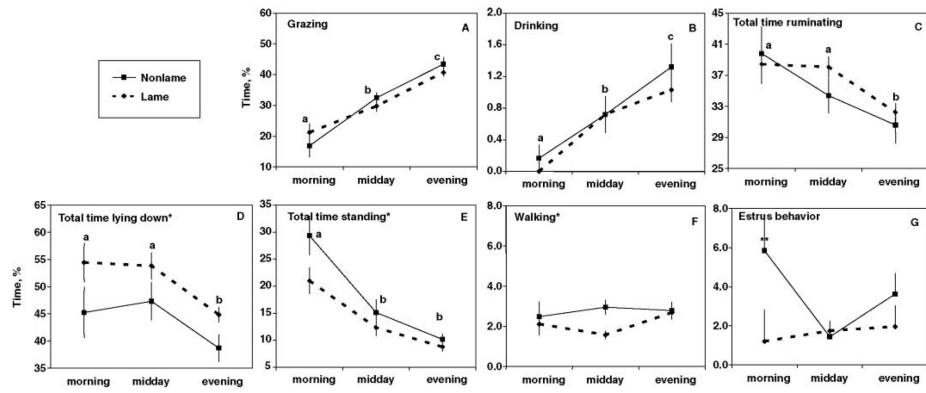 Nonlame
Lame
Grazing
A
Time, %
60
50
40
30
20
10
a
b
c
morning
midday
evening
Drinking
B
2.0
1.6
1.2
0.8
0.4
0.0
a
b
c
morning
midday
evening
Total time ruminating
C
41
37
33
29
25
a
a
b
morning
midday
evening
Total time lying down*
D
Time, %
65
60
55
50
45
40
35
a
a
b
morning
midday
evening
Total time standing*
E
35
30
25
20
15
10
5
a
b
b
morning
midday
evening
Walking*
F
8.0
6.0
4.0
2.0
0.0
morning
midday
evening
Estrus behavior
G
8.0
6.0
4.0
2.0
0.0
**
morning
midday
evening